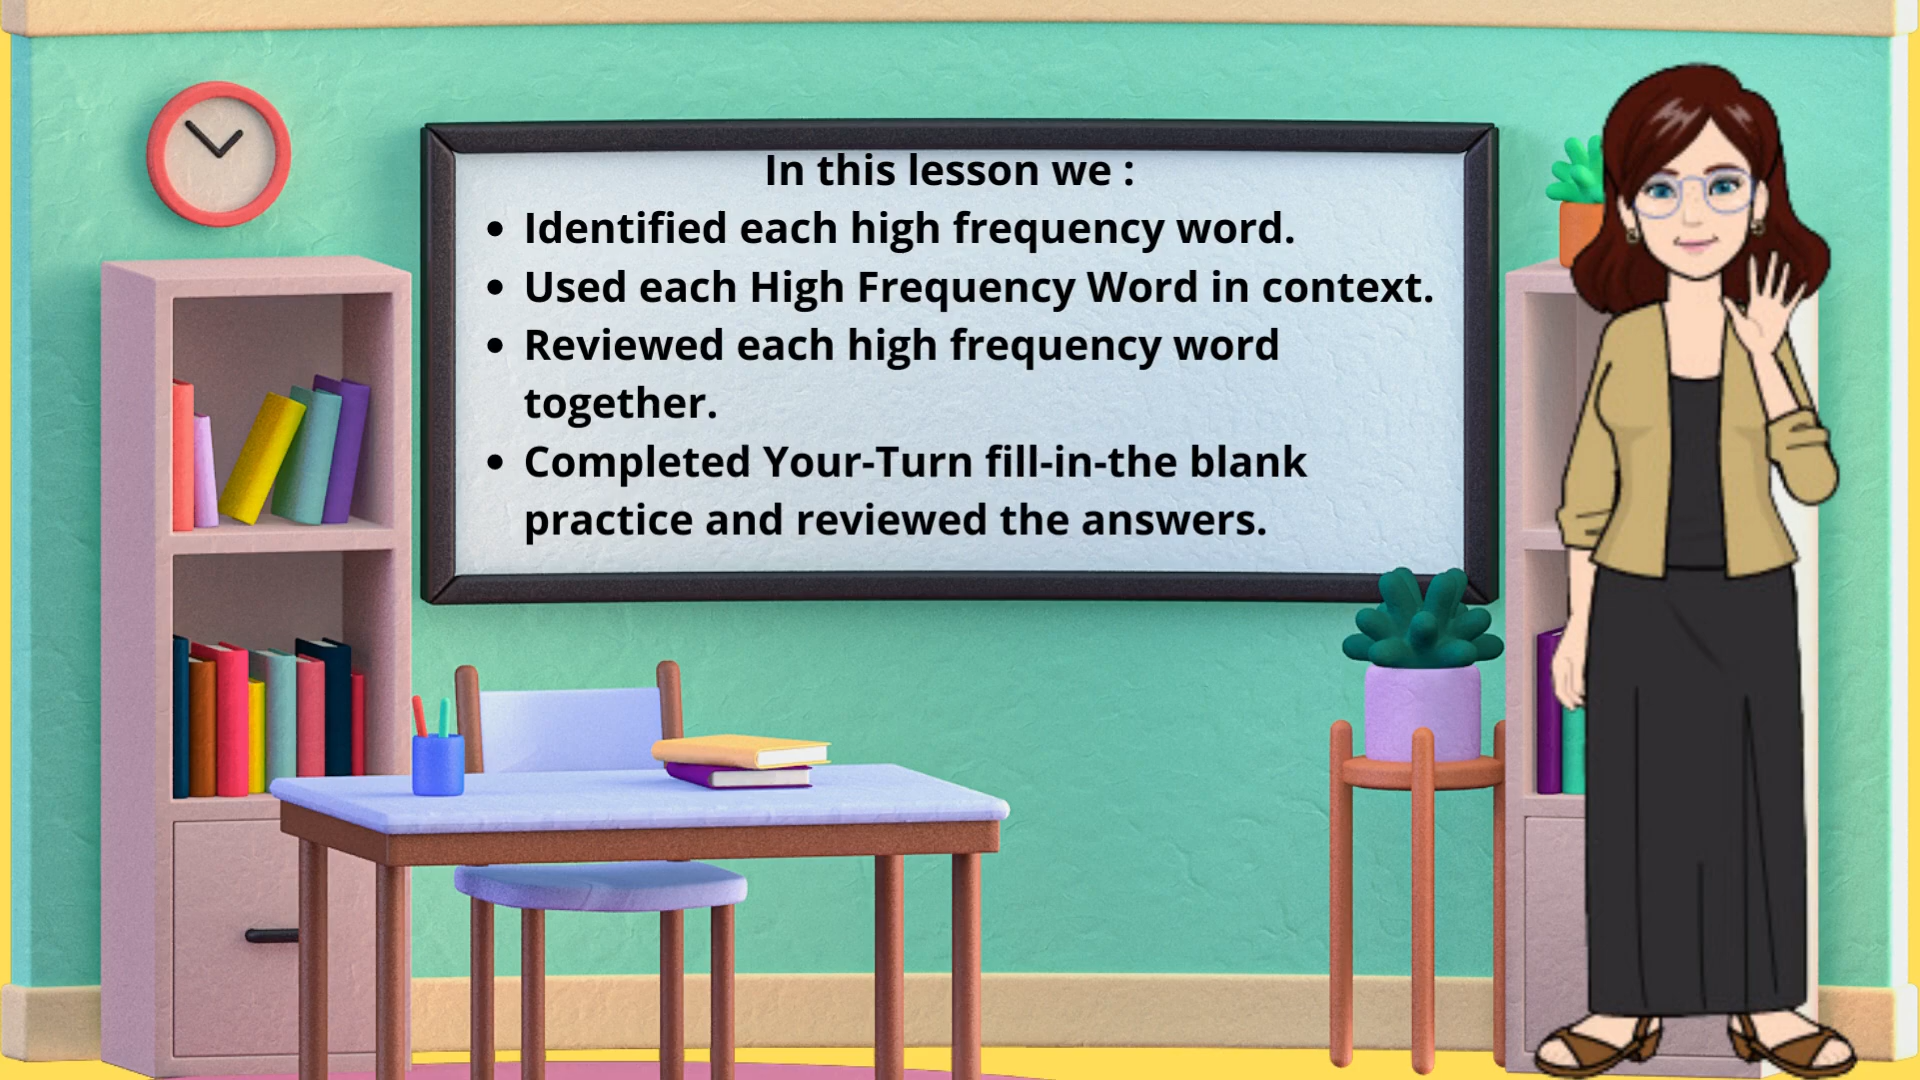 In this lesson we :
• Identified each high frequency word.
• Used each High Frequency Word in context.
• Reviewed each high frequency word
together.
• Completed Your-Turn fill-in-the blank
practice and reviewed the answers.